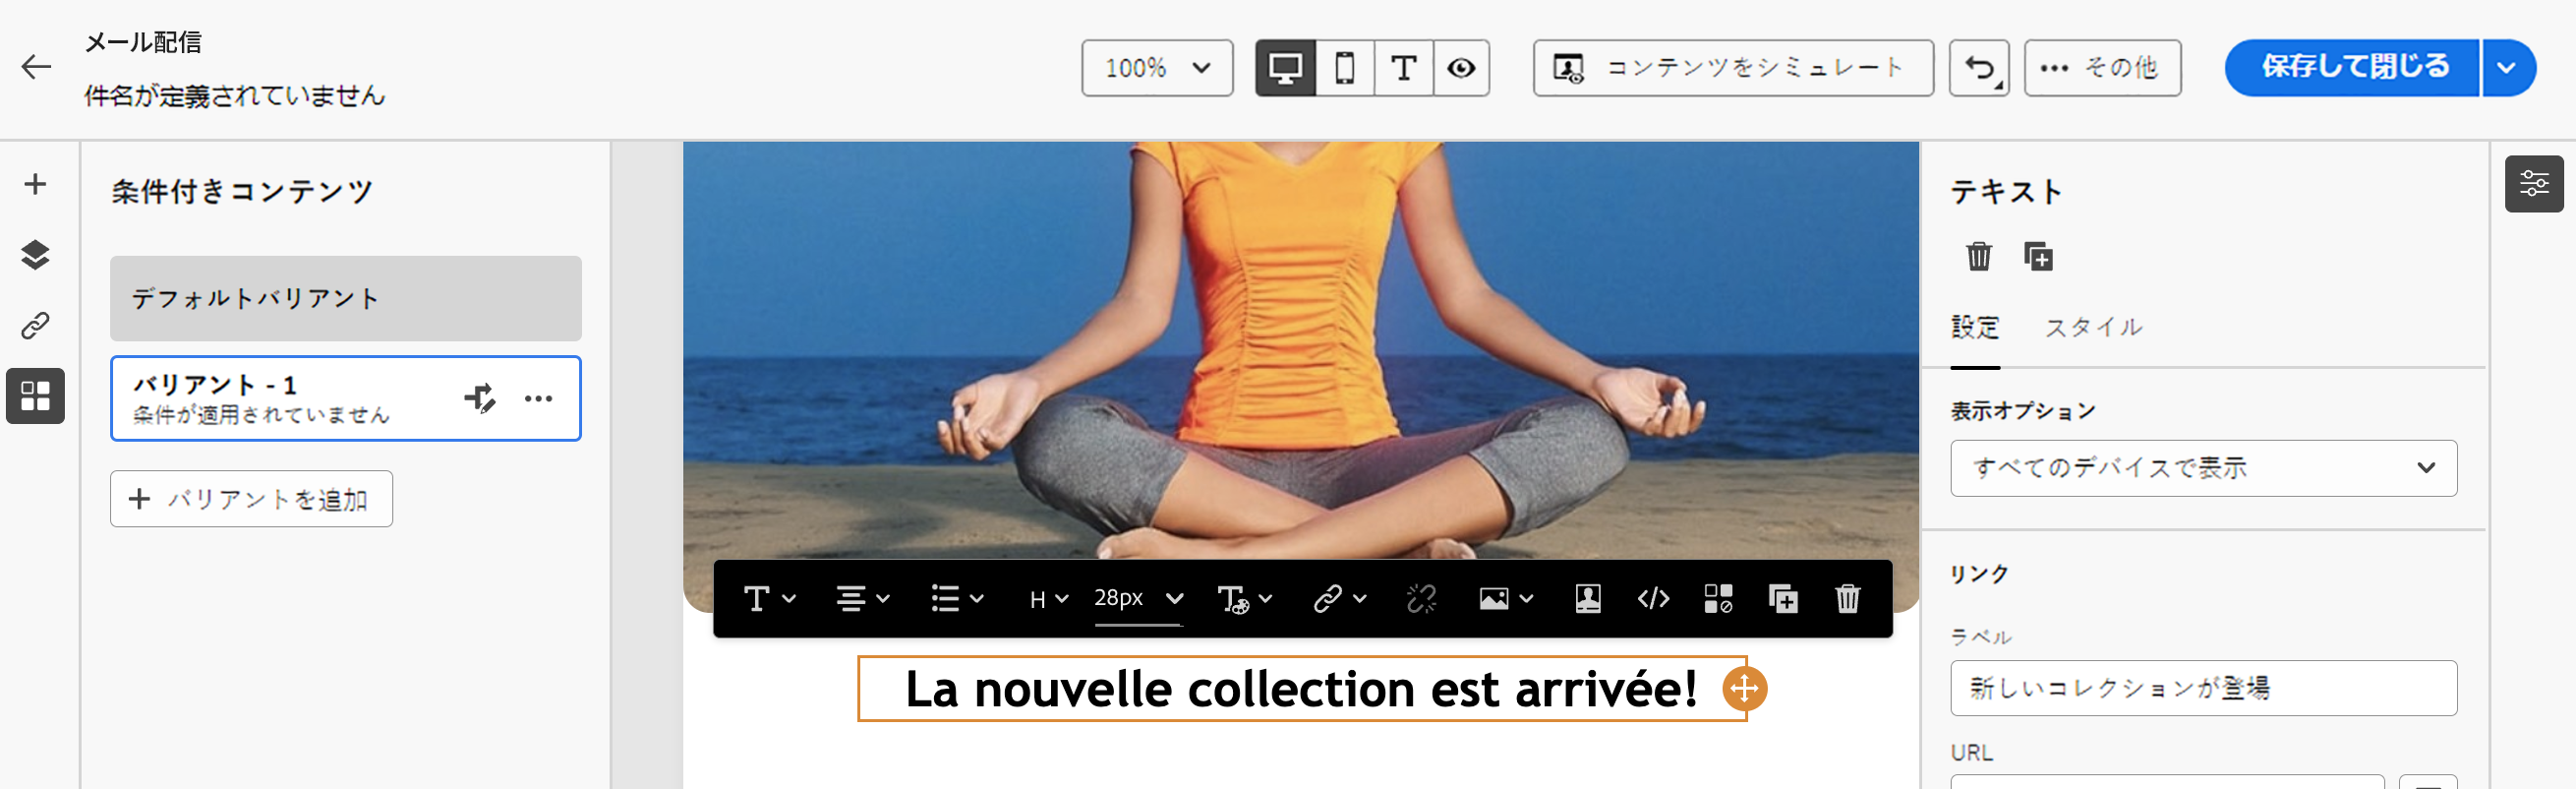 メール配信
件名が定義されていません
100%
コンテンツをシミュレート
その他
保存して閉じる
条件付きコンテンツ
デフォルトバリアント
バリアント - 1
条件が適用されていません
バリアントを追加
H
28px
La nouvelle collection est arrivée!
テキスト
設定
スタイル
表示オプション
すべてのデバイスで表示
リンク
ラベル
新しいコレクションが登場
URL